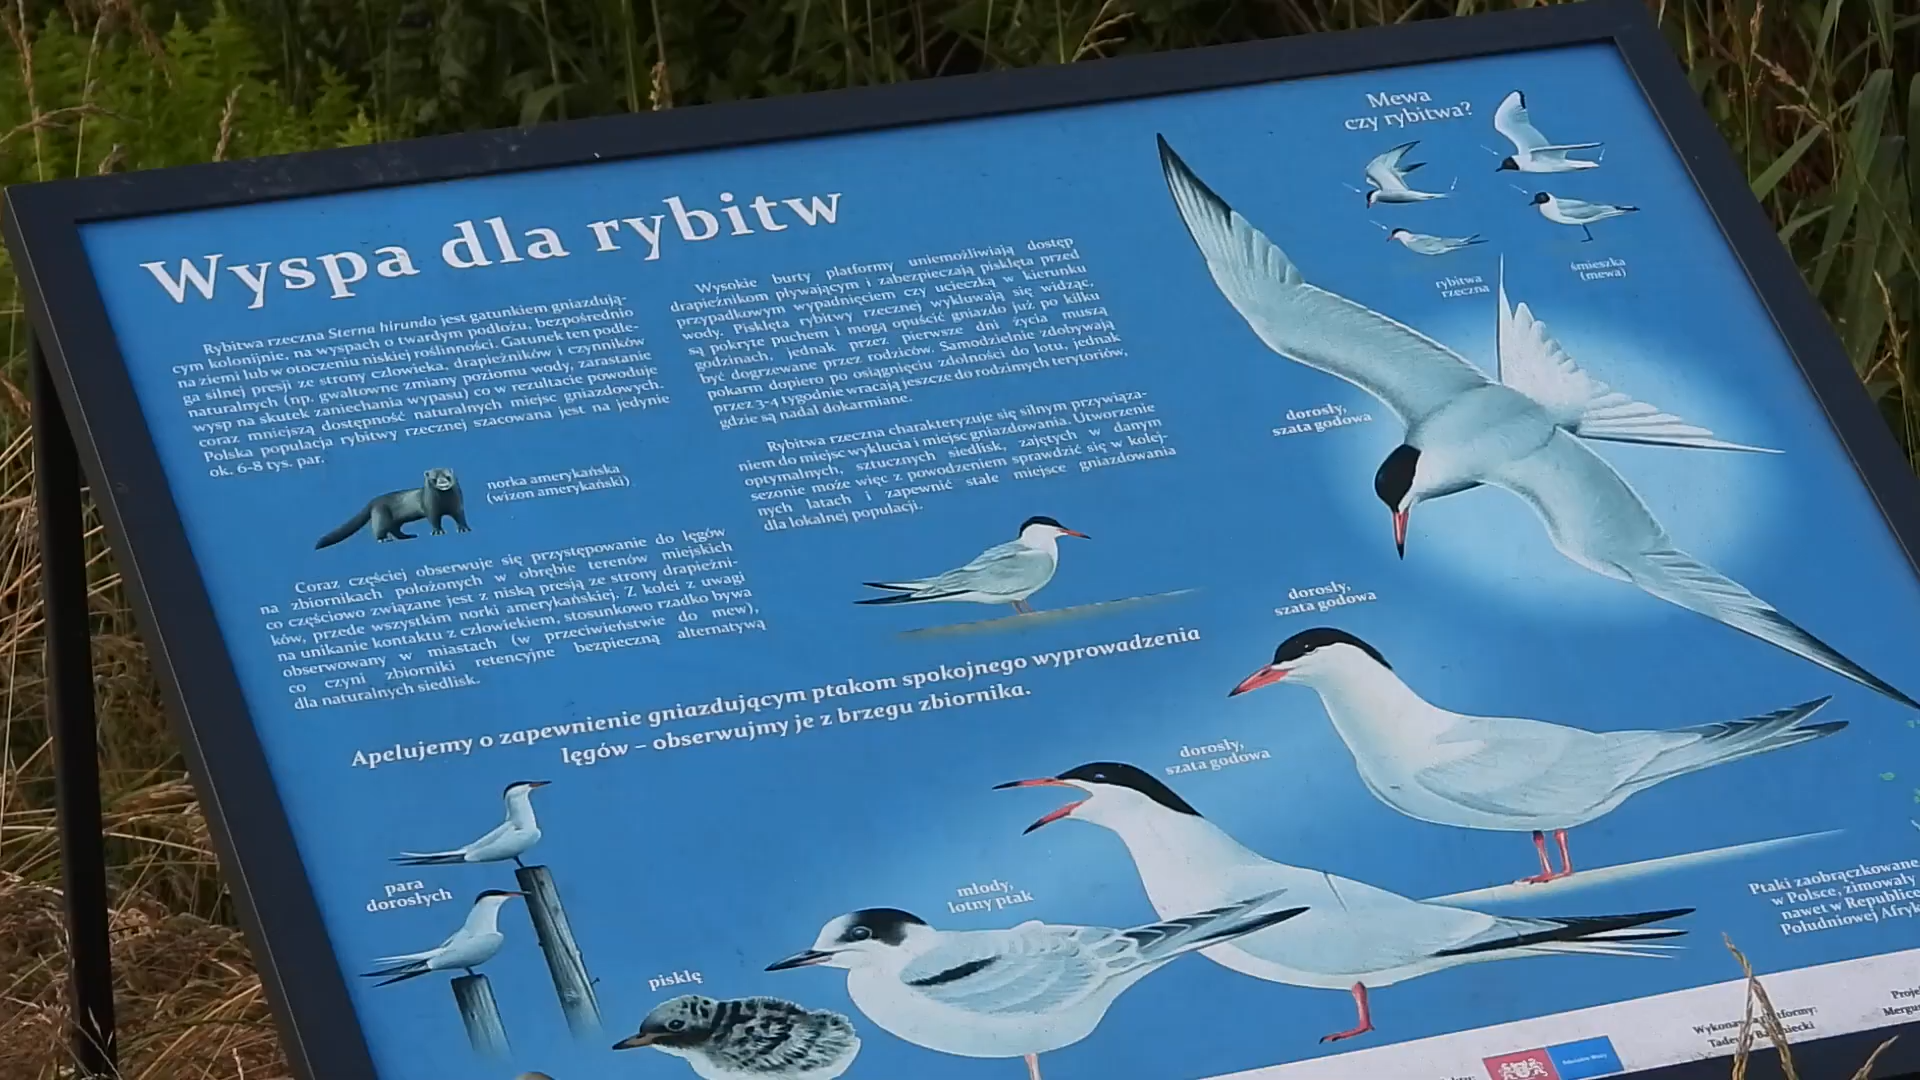 Wyspa dla rybitw
Rybitwa rzeczna Sterna hirundo jest gatunkiem gniazdują-
cym kolonijnie, na wyspach o twardym podłożu, bezpośrednio
na ziemi lub w otoczeniu niskiej roślinności. Gatunek ten podle-
ga silnej presji ze strony człowieka, drapieżników i czynników
naturalnych (np. gwałtowne zmiany poziomu wody, zarastanie
wysp na skutek zaniechania wypasu) co w rezultacie powoduje
coraz mniejszą dostępność naturalnych miejsc gniazdowych.
Polska populacja rybitwy rzecznej szacowana jest na jedynie
ok. 6-8 tys. par.
norka amerykańska
(wizon amerykański)
Coraz częściej obserwuje się przystępowanie do lęgów
na zbiornikach położonych w obrębie terenów miejskich
co częściowo związane jest z niską presją ze strony drapieżni-
ków, przede wszystkim norki amerykańskiej. Z kolei z uwagi
na unikanie kontaktu z człowiekiem, stosunkowo rzadko bywa
obserwowany w miastach (w przeciwieństwie do mew),
co czyni zbiorniki retencyjne bezpieczną alternatywą
dla naturalnych siedlisk.
Wysokie burty platformy uniemożliwiają dostęp
drapieżnikom pływającym i zabezpieczają pisklęta przed
przypadkowym wypadnięciem czy ucieczką w kierunku
wody. Pisklęta rybitwy rzecznej wykluwają się widząc,
są pokryte puchem i mogą opuścić gniazdo już po kilku
godzinach, jednak przez pierwsze dni życia muszą
być dogrzewane przez rodziców. Samodzielnie zdobywają
pokarm dopiero po osiągnięciu zdolności do lotu, jednak
przez 3-4 tygodnie wracają jeszcze do rodzimych terytoriów,
gdzie są nadal dokarmiane.
Rybitwa rzeczna charakteryzuje się silnym przywiąza-
niem do miejsc wyklucia i miejsc gniazdowania. Utworzenie
optymalnych, sztucznych siedlisk, zajętych w danym
sezonie może więc z powodzeniem sprawdzić się w kolej-
nych latach i zapewnić stałe miejsce gniazdowania
dla lokalnej populacji.
Apelujemy o zapewnienie gniazdującym ptakom spokojnego wyprowadzenia
lęgów – obserwujmy je z brzegu zbiornika.
Mewa
czy rybitwa?
rybitwa
rzeczna
śmieszka
(mewa)
dorosły,
szata godowa
dorosły,
szata godowa
dorosły,
szata godowa
młody,
lotny ptak
pisklę
para
dorosłych
Ptaki zaobrączkowane
w Polsce, zimowały
nawet w Republice
Południowej Afryk
Tadeusz